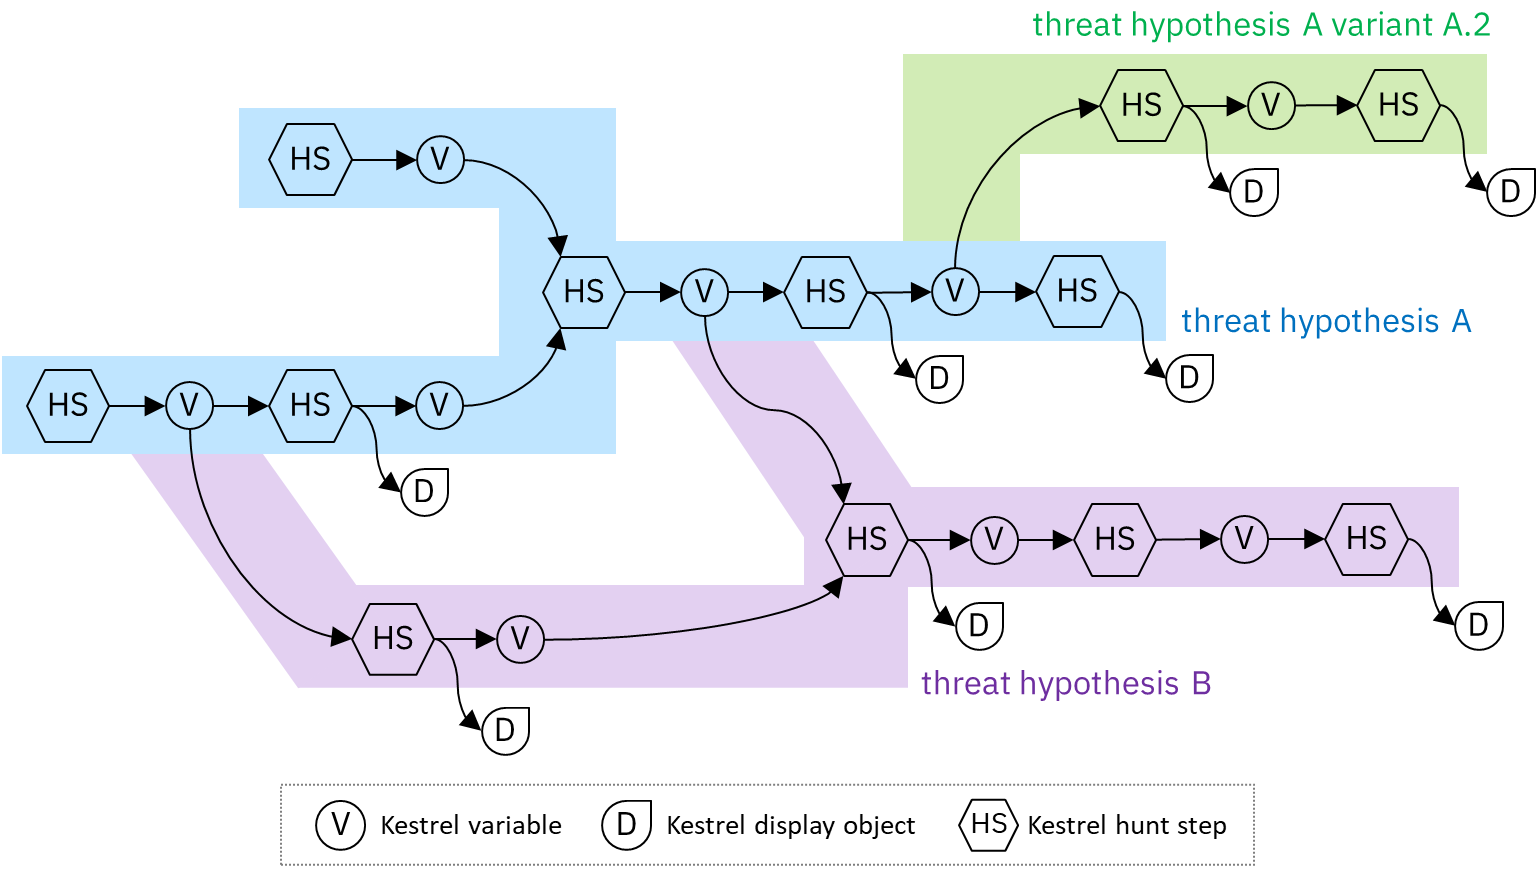 threat hypothesis A variant A.2
HS V HS
D D
HS V
HS V HS V HS
threat hypothesis A
D D
HS V HS V
D
HS V HS V HS
D D
HS V
threat hypothesis B
D
V Kestrel variable D Kestrel display object HS Kestrel hunt step